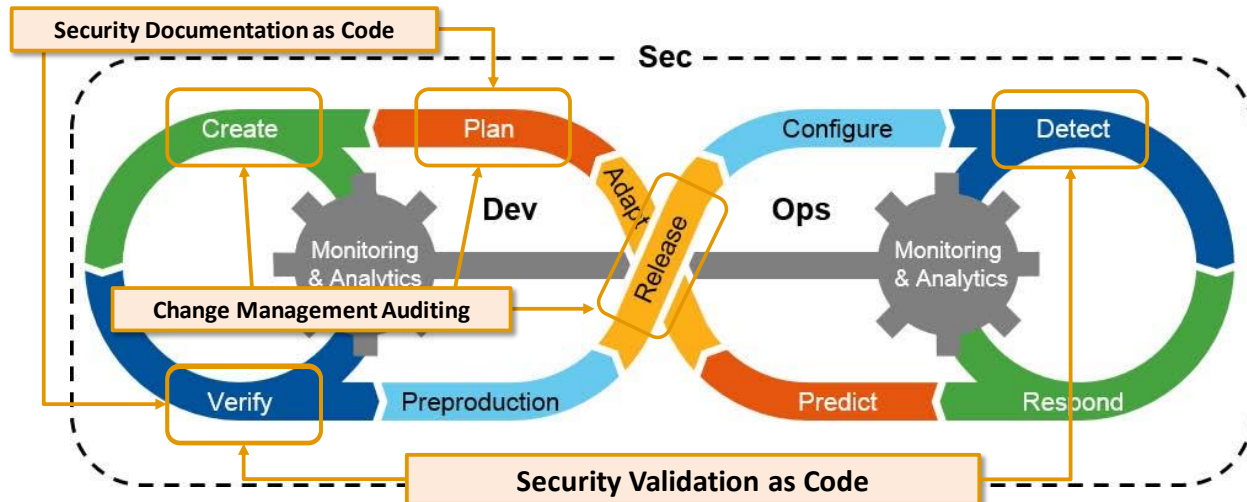 Security Documentation as Code
Sec
Create
Plan
Configure
Detect
Adapt
Dev
Release
Ops
Monitoring
& Analytics
Monitoring
& Analytics
Change Management Auditing
Verify
Preproduction
Predict
Respond
Security Validation as Code